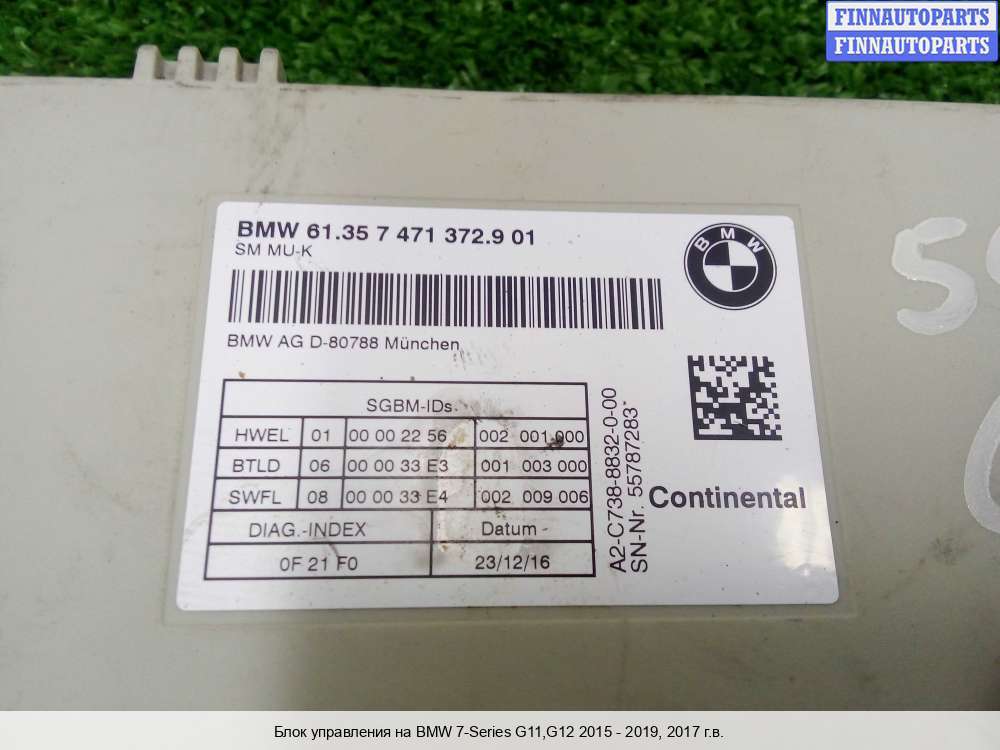 FINNAUTOPARTS
FINNAUTOPARTS
BMW 61.35 7 471 372.9 01
SM MU-K
BMW
BMW AG D-80788 München
SGBM-IDs
HWEL 01 00 00 22 56 002 001 000
BTLD 06 00 00 33 E3 001 003 000
SWFL 08 00 00 33 E4 002 009 006
DIAG.-INDEX Datum
0F 21 F0 23/12/16
A2-C738-8832-0-00
SN-Nr. 55787283*
Continental
Блок управления на BMW 7-Series G11,G12 2015 - 2019, 2017 г.в.